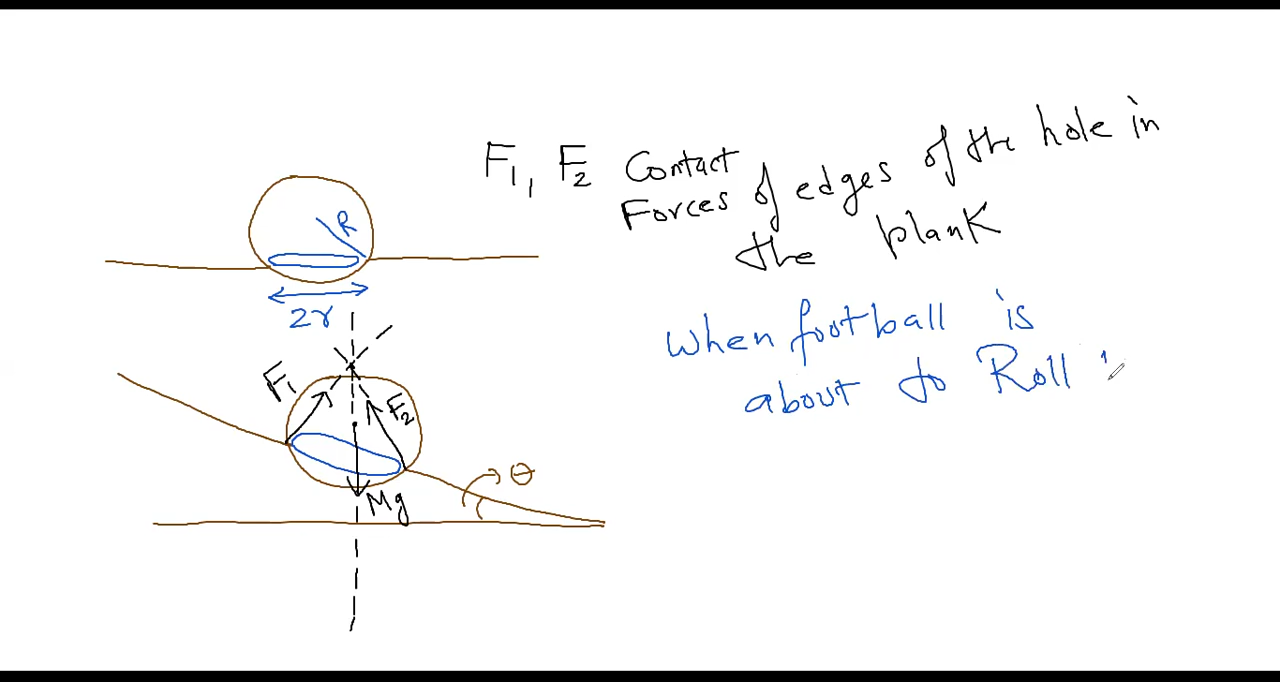 F1, F2 Contact
Forces of edges of the hole in
the plank
R
2r
when football is
about to Roll
F1
F2
θ
Mg